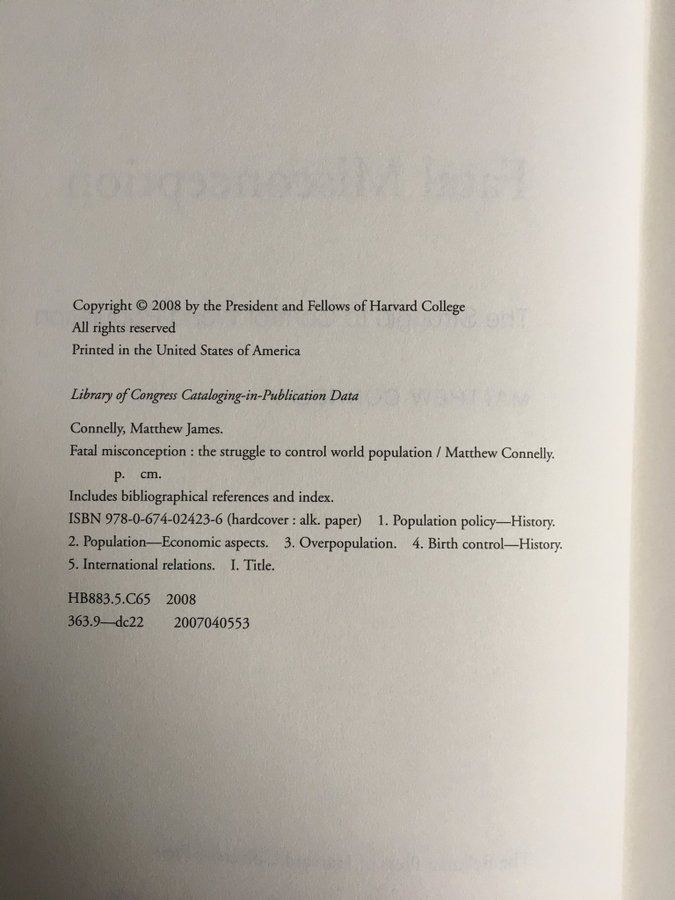 Fatal Misconception
Copyright © 2008 by the President and Fellows of Harvard College
All rights reserved
Printed in the United States of America
Library of Congress Cataloging-in-Publication Data
Connelly, Matthew James.
Fatal misconception : the struggle to control world population / Matthew Connelly.
p. cm.
Includes bibliographical references and index.
ISBN 978-0-674-02423-6 (hardcover : alk. paper) 1. Population policy—History.
2. Population—Economic aspects. 3. Overpopulation. 4. Birth control—History.
5. International relations. I. Title.
HB883.5.C65 2008
363.9—dc22 2007040553